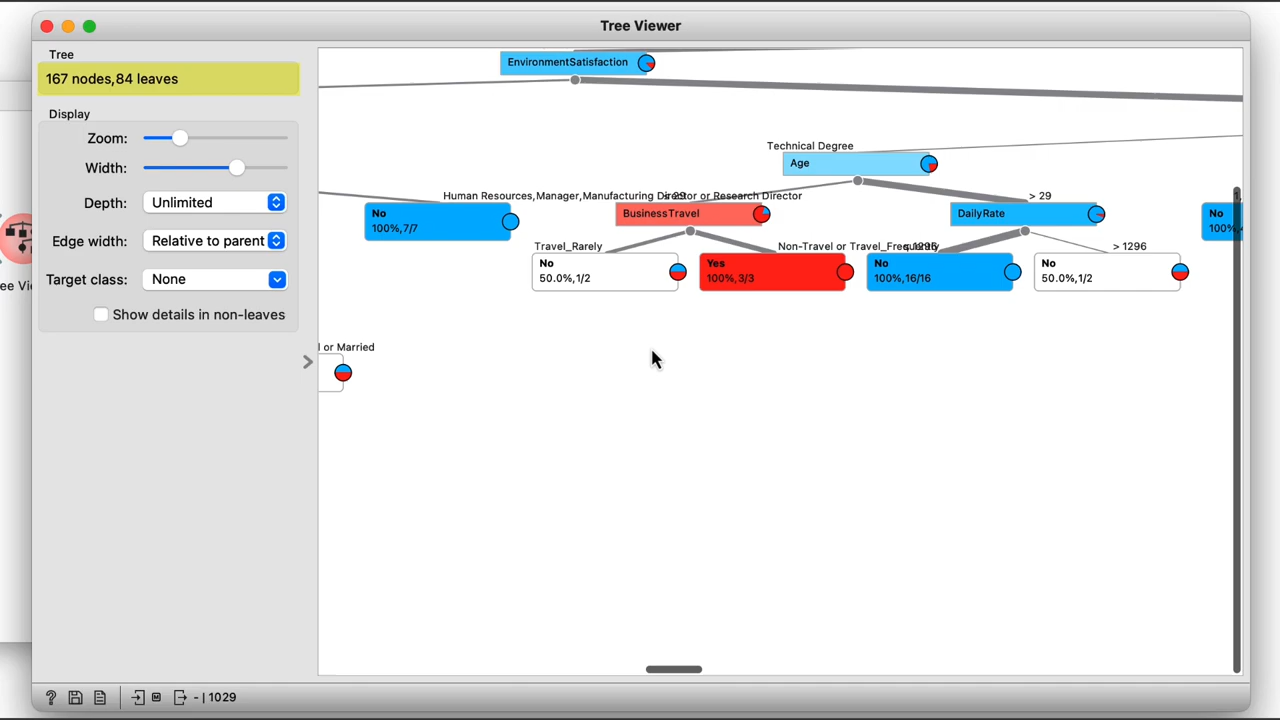 Tree Viewer
Tree
167 nodes,84 leaves
Display
Zoom:
Width:
Depth: Unlimited
Edge width: Relative to parent
Target class: None
Show details in non-leaves
EnvironmentSatisfaction
Technical Degree
Age
Human Resources,Manager,Manufacturing Director or Research Director
> 29
No
100%,7/7
BusinessTravel
DailyRate
No
100%,
Travel_Rarely
Non-Travel or Travel_Frequently
≤ 1296
> 1296
No
50.0%,1/2
Yes
100%,3/3
No
100%,16/16
No
50.0%,1/2
l or Married
? - | 1029